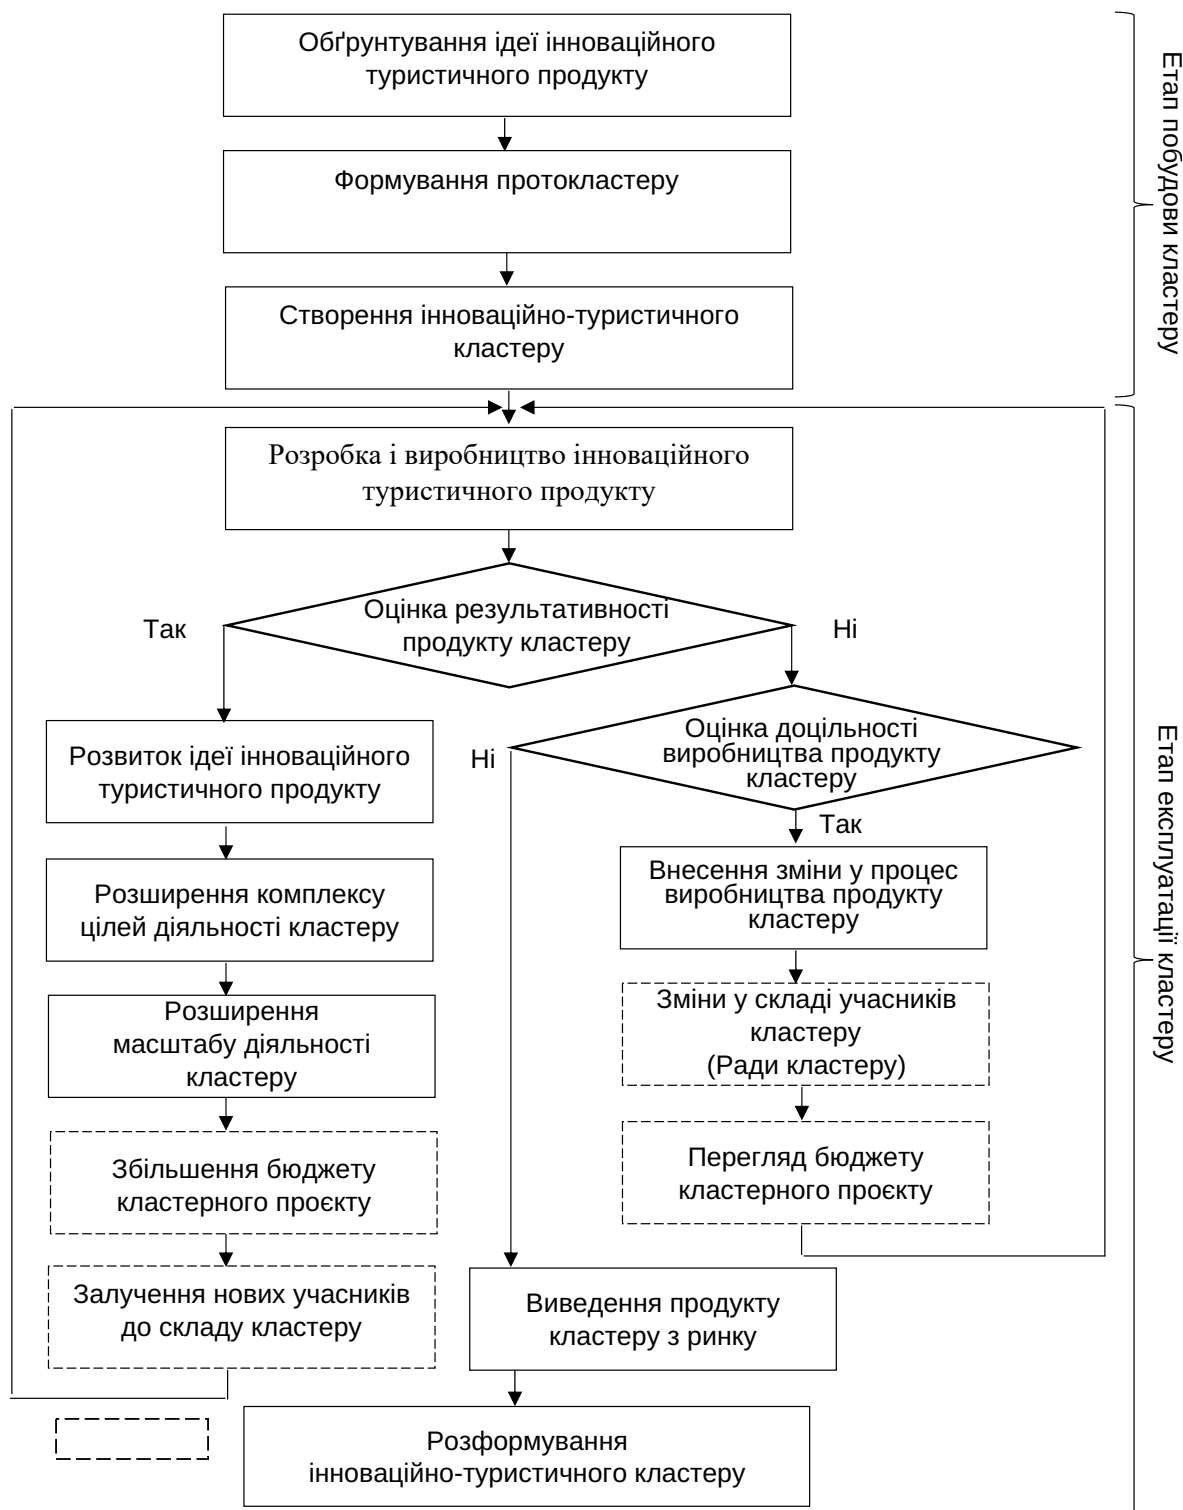 Обґрунтування ідеї інноваційного
туристичного продукту
Формування протокластеру
Створення інноваційно-туристичного
кластеру
Етап побудови кластеру
Розробка і виробництво інноваційного
туристичного продукту
Оцінка результативності
продукту кластеру
Так
Ні
Розвиток ідеї інноваційного
туристичного продукту
Розширення комплексу
цілей діяльності кластеру
Розширення
масштабу діяльності
кластеру
Збільшення бюджету
кластерного проєкту
Залучення нових учасників
до складу кластеру
Оцінка доцільності
виробництва продукту
кластеру
Ні
Так
Внесення зміни у процес
виробництва продукту
кластеру
Зміни у складі учасників
кластеру
(Ради кластеру)
Перегляд бюджету
кластерного проєкту
Виведення продукту
кластеру з ринку
Розформування
інноваційно-туристичного кластеру
Етап експлуатації кластеру